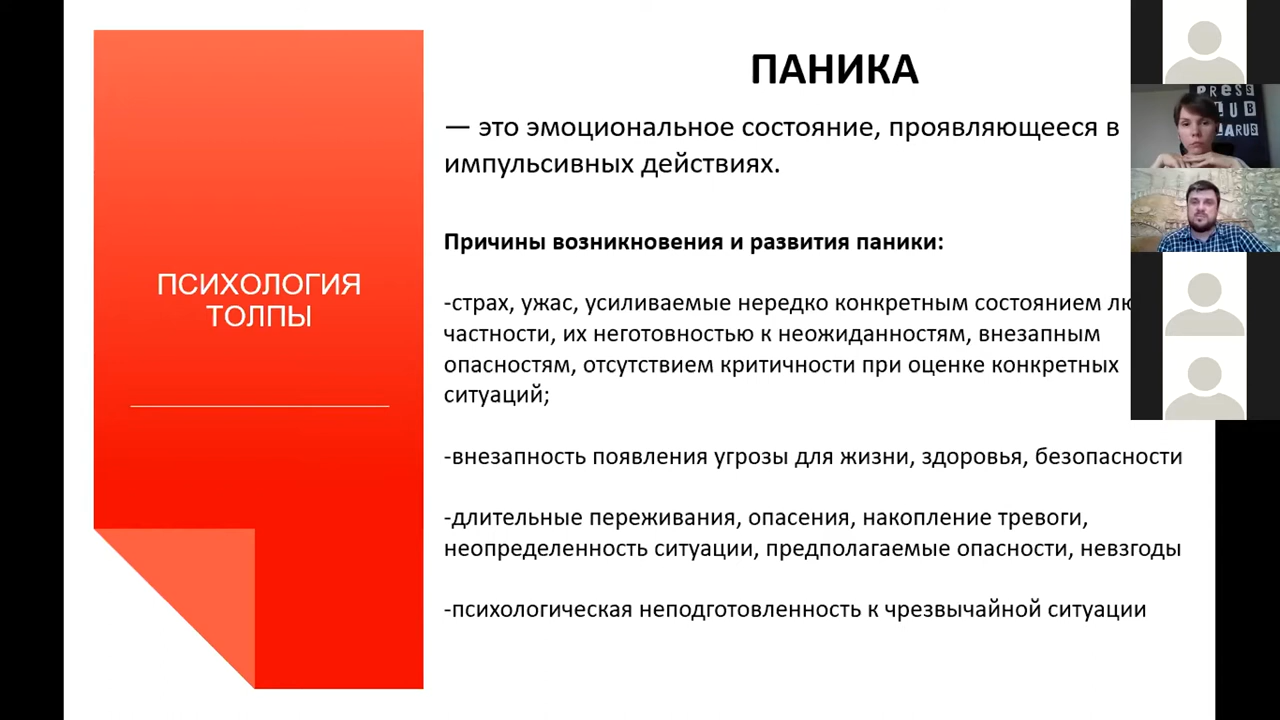 ПСИХОЛОГИЯ
ТОЛПЫ
ПАНИКА
— это эмоциональное состояние, проявляющееся в
импульсивных действиях.
Причины возникновения и развития паники:
-страх, ужас, усиливаемые нередко конкретным состоянием
частности, их неготовностью к неожиданностям, внезапным
опасностям, отсутствием критичности при оценке конкретных
ситуаций;
-внезапность появления угрозы для жизни, здоровья, безопасности
-длительные переживания, опасения, накопление тревоги,
неопределенность ситуации, предполагаемые опасности, невзгоды
-психологическая неподготовленность к чрезвычайной ситуации
PRESS